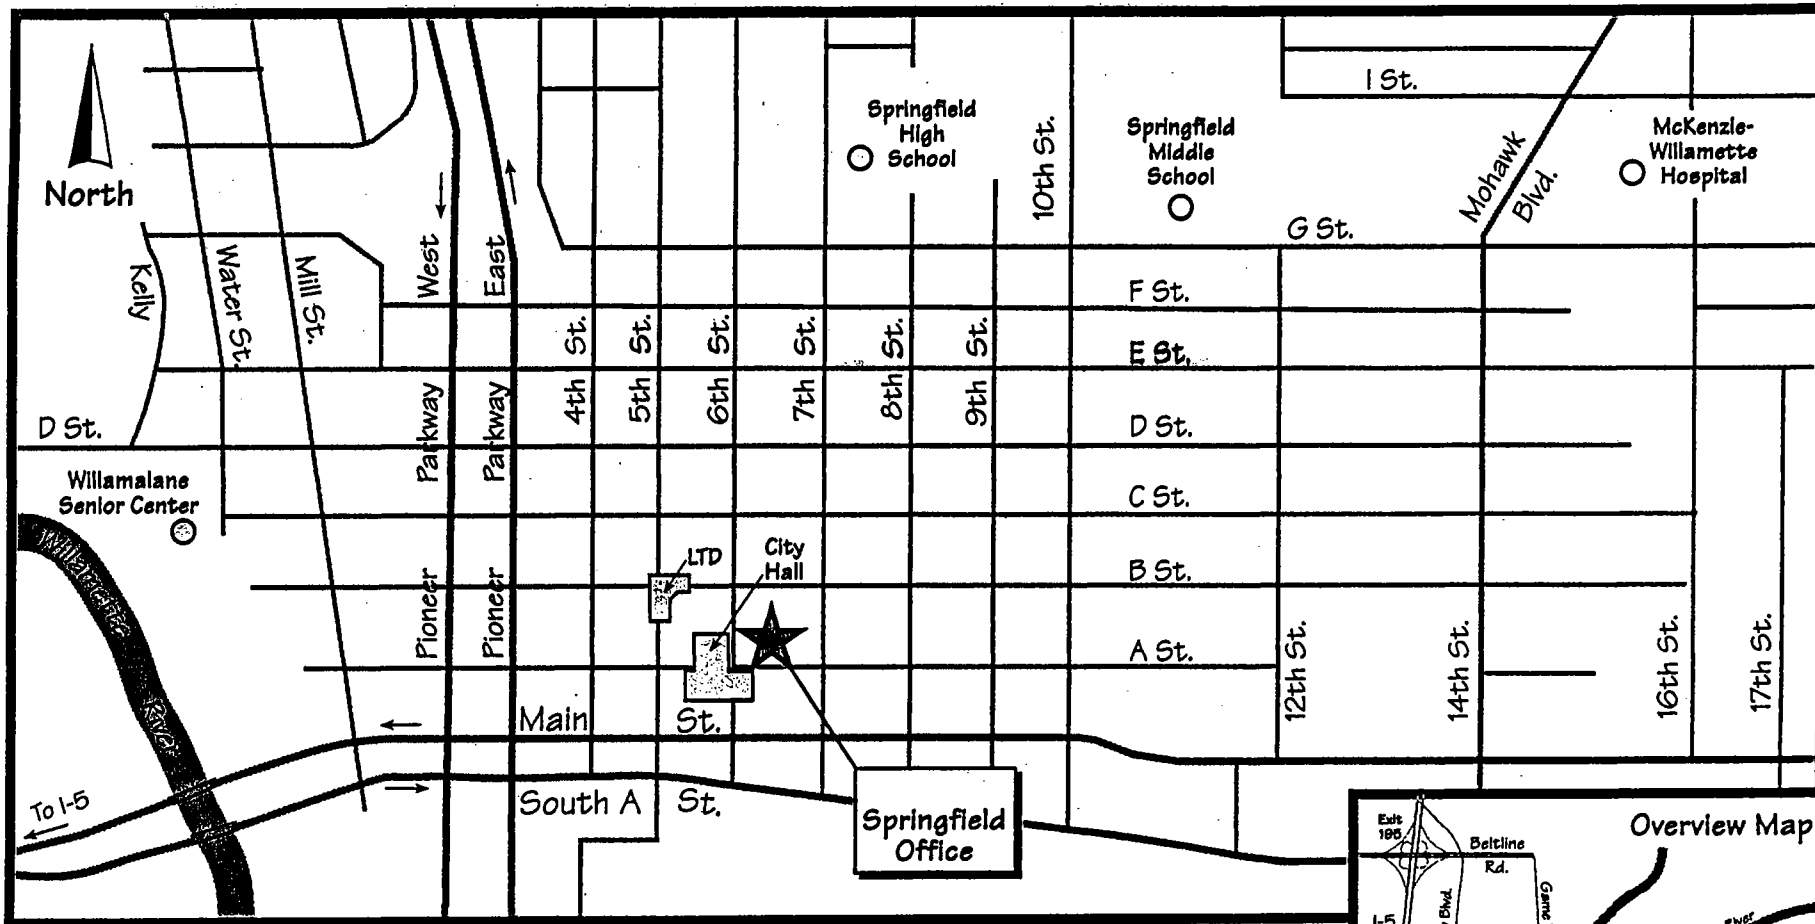 I St.
Springfield
High
School
10th St.
Springfield
Middle
School
Mohawk
Blvd.
McKenzie-
Willamette
Hospital
North
G St.
Kelly
Water St.
Mill St.
West
East
F St.
4th St.
5th St.
6th St.
7th St.
8th St.
9th St.
E St.
D St.
Pioneer Parkway
Pioneer Parkway
D St.
Willamalane
Senior Center
C St.
Willamette River
LTD
City
Hall
B St.
A St.
12th St.
14th St.
16th St.
17th St.
Main St.
To I-5
South A St.
Springfield
Office
Exit
195
Beltline
Rd.
Overview Map
I-5
Blvd.
Game
River